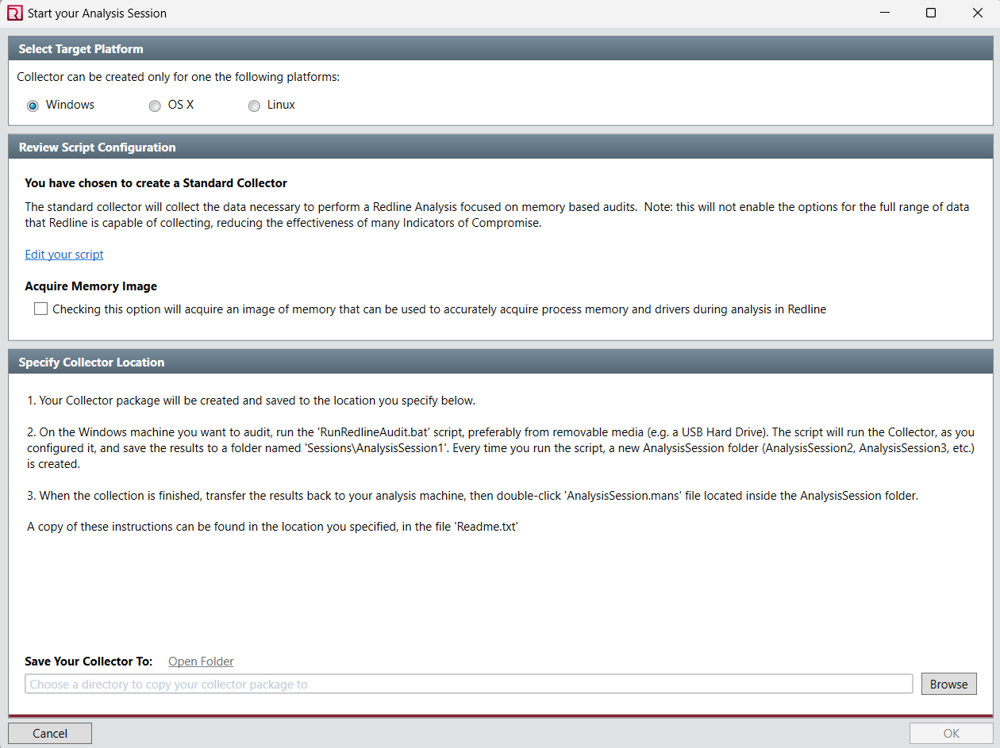 Start your Analysis Session
Select Target Platform
Collector can be created only for one the following platforms:
Windows OS X Linux
Review Script Configuration
You have chosen to create a Standard Collector
The standard collector will collect the data necessary to perform a Redline Analysis focused on memory based audits.  Note: this will not enable the options for the full range of data
that Redline is capable of collecting, reducing the effectiveness of many Indicators of Compromise.
Edit your script
Acquire Memory Image
Checking this option will acquire an image of memory that can be used to accurately acquire process memory and drivers during analysis in Redline
Specify Collector Location
1. Your Collector package will be created and saved to the location you specify below.
2. On the Windows machine you want to audit, run the 'RunRedlineAudit.bat' script, preferably from removable media (e.g. a USB Hard Drive). The script will run the Collector, as you
configured it, and save the results to a folder named 'Sessions\AnalysisSession1'. Every time you run the script, a new AnalysisSession folder (AnalysisSession2, AnalysisSession3, etc.)
is created.
3. When the collection is finished, transfer the results back to your analysis machine, then double-click 'AnalysisSession.mans' file located inside the AnalysisSession folder.
A copy of these instructions can be found in the location you specified, in the file 'Readme.txt'
Save Your Collector To: Open Folder
Choose a directory to copy your collector package to Browse
Cancel OK